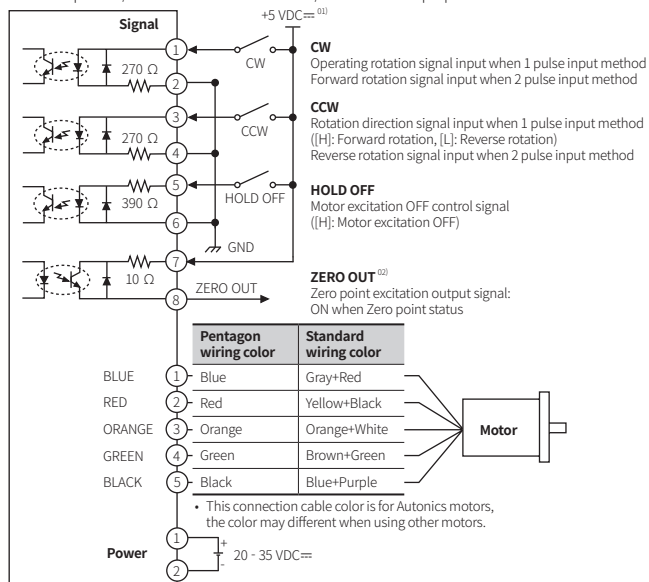 +5 VDC⎓ 01)
Signal
1
CW
270 Ω
2
3
CCW
270 Ω
4
5
HOLD OFF
390 Ω
6
GND
7
10 Ω
8
ZERO OUT
CW
Operating rotation signal input when 1 pulse input method
Forward rotation signal input when 2 pulse input method
CCW
Rotation direction signal input when 1 pulse input method
([H]: Forward rotation, [L]: Reverse rotation)
Reverse rotation signal input when 2 pulse input method
HOLD OFF
Motor excitation OFF control signal
([H]: Motor excitation OFF)
ZERO OUT 02)
Zero point excitation output signal:
ON when Zero point status
Pentagon wiring color Standard wiring color
BLUE 1 Blue Gray+Red
RED 2 Red Yellow+Black
ORANGE 3 Orange Orange+White
GREEN 4 Green Brown+Green
BLACK 5 Black Blue+Purple
Motor
• This connection cable color is for Autonics motors,
the color may different when using other motors.
Power
1
+
20 - 35 VDC⎓
-
2